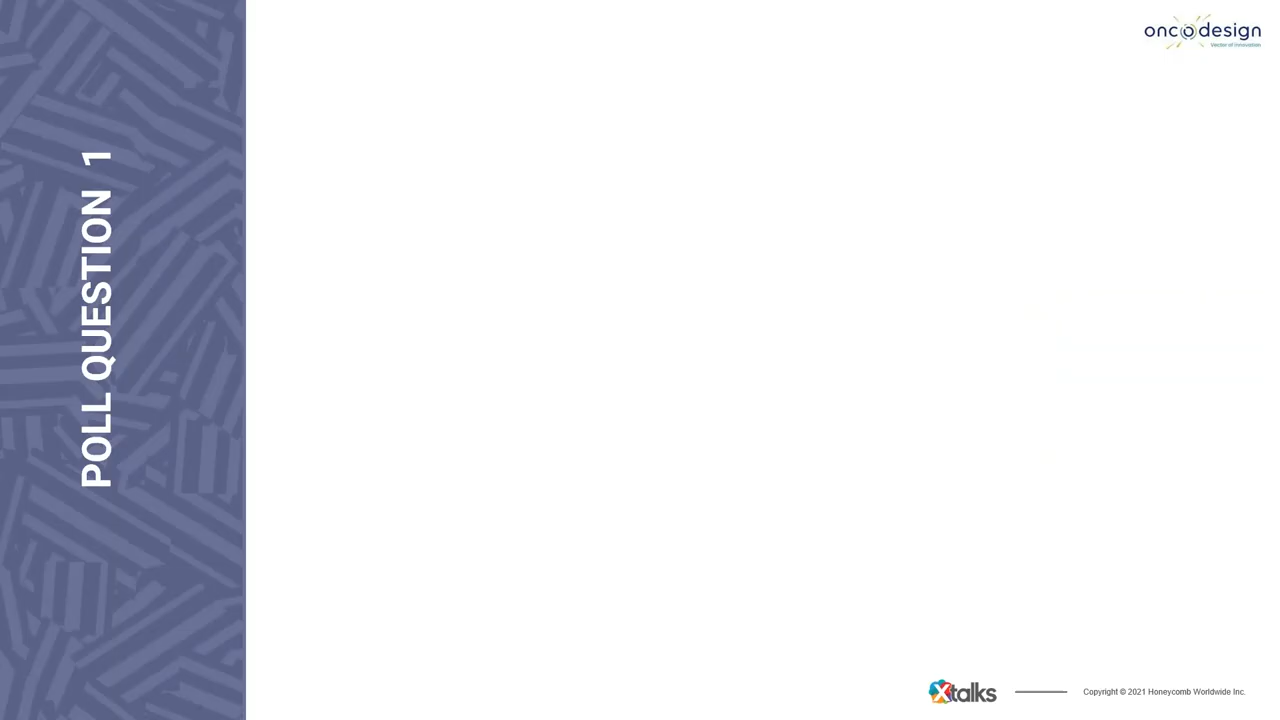 POLL QUESTION 1
oncodesign
Vector of Innovation
Xtalks
Copyright © 2021 Honeycomb Worldwide Inc.